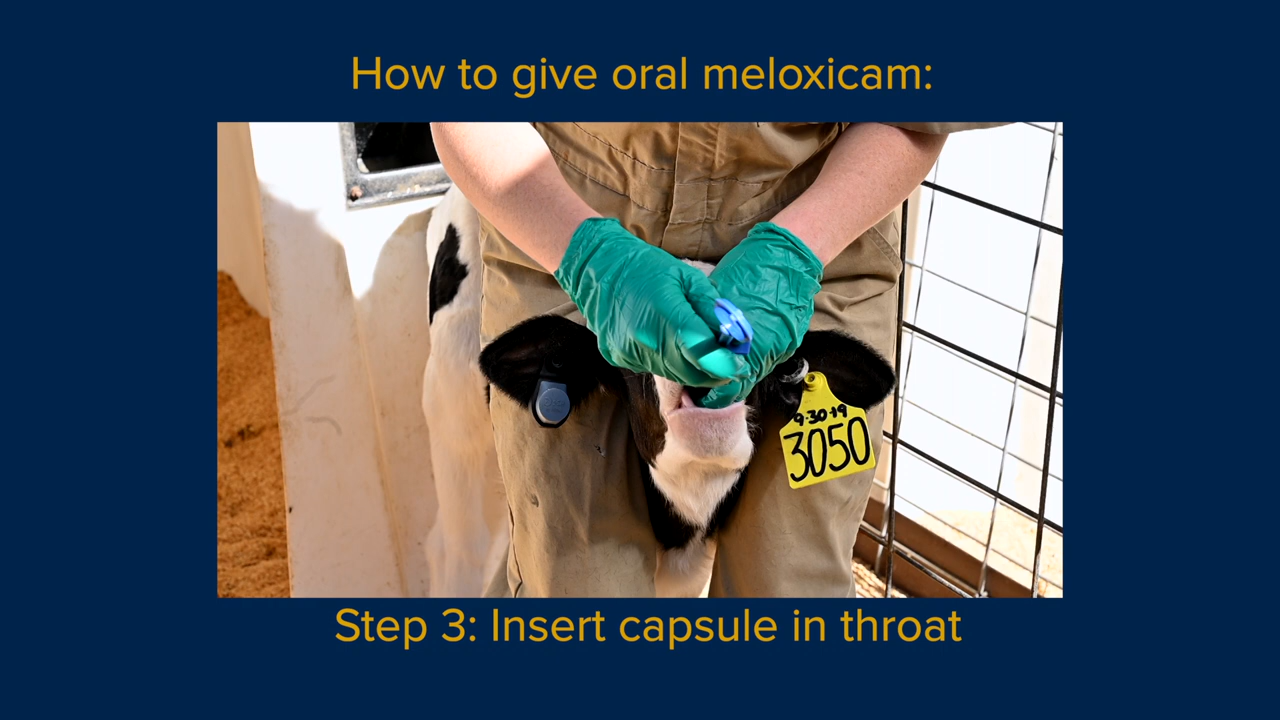 How to give oral meloxicam:
9-30-19
3050
Step 3: Insert capsule in throat